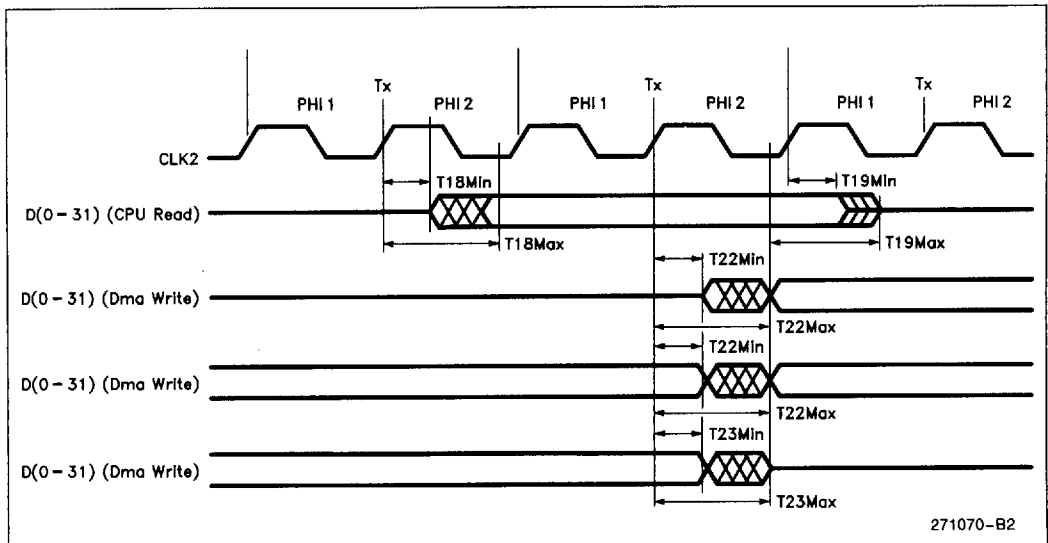 Tx Tx Tx
PHI 1 PHI 2 PHI 1 PHI 2 PHI 1 PHI 2
CLK2
T18Min T19Min
D(0-31) (CPU Read)
T18Max T19Max
T22Min
D(0-31) (Dma Write)
T22Max
T22Min
D(0-31) (Dma Write)
T22Max
T23Min
D(0-31) (Dma Write)
T23Max
271070-B2